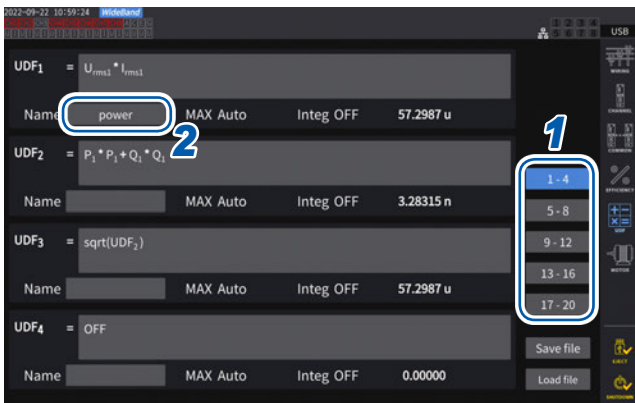 2022-09-22 10:59:24 WideBand
USB
UDF1 = Urms1 * Irms1
Name power MAX Auto Integ OFF 57.2987 u
2
1
UDF2 = P1 * P1 + Q1 * Q1
Name MAX Auto Integ OFF 3.28315 n
UDF3 = sqrt(UDF2)
Name MAX Auto Integ OFF 57.2987 u
UDF4 = OFF
Name MAX Auto Integ OFF 0.00000
1 - 4
5 - 8
9 - 12
13 - 16
17 - 20
Save file
Load file
WIRING
CHANNEL
COMMON
EFFICIENCY
UDF
MOTOR
EJECT
SHUTDOWN